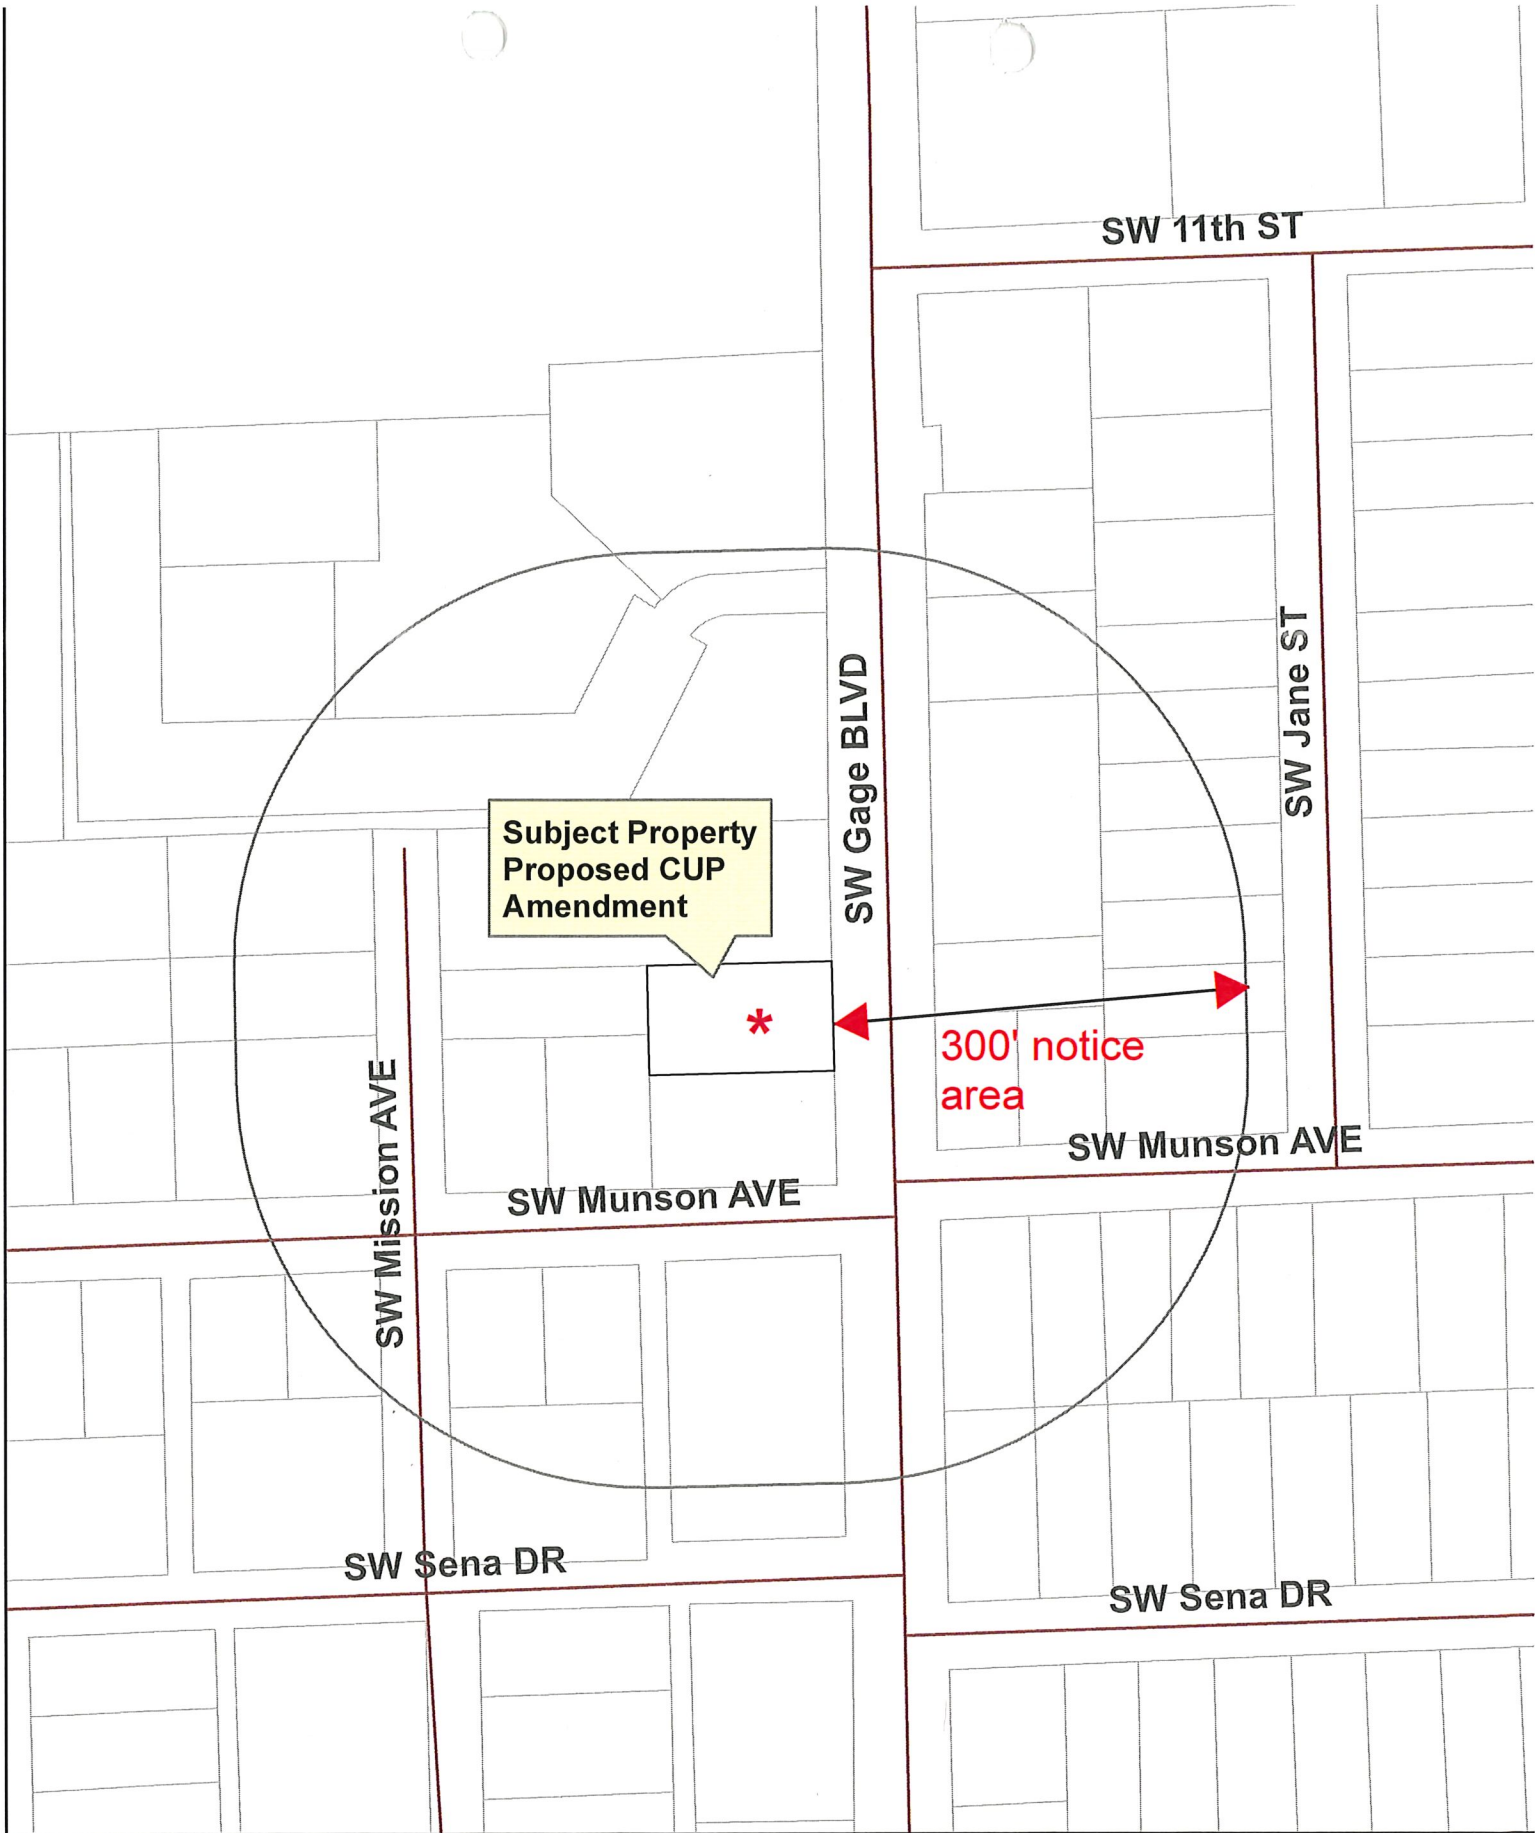 SW 11th ST
SW Jane ST
SW Gage BLVD
Subject Property
Proposed CUP
Amendment
*
300' notice
area
SW Mission AVE
SW Munson AVE
SW Munson AVE
SW Sena DR
SW Sena DR